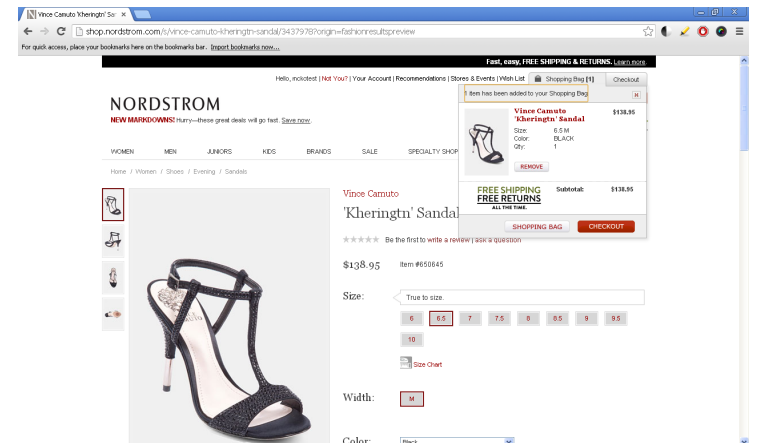 Vince Camuto 'Kheringtn' Sar
shop.nordstrom.com/s/vince-camuto-kheringtn-sandal/3437978?origin=fashionresultspreview
For quick access, place your bookmarks here on the bookmarks bar. Import bookmarks now...
Fast, easy, FREE SHIPPING & RETURNS. Learn more.
Hello, mckotest | Not You? | Your Account | Recommendations | Stores & Events | Wish List
Shopping Bag [1]
Checkout
1 item has been added to your Shopping Bag
Vince Camuto
'Kheringtn' Sandal
$138.95
Size: 6.5 M
Color: BLACK
Qty: 1
REMOVE
FREE SHIPPING
FREE RETURNS
ALL THE TIME.
Subtotal: $138.95
SHOPPING BAG
CHECKOUT
NORDSTROM
NEW MARKDOWNS! Hurry—these great deals will go fast. Save now.
WOMEN MEN JUNIORS KIDS BRANDS SALE SPECIALTY SHOP
Home / Women / Shoes / Evening / Sandals
Vince Camuto
'Kheringtn' Sandal
Be the first to write a review | ask a question
$138.95 Item #650645
Size: True to size.
6 6.5 7 7.5 8 8.5 9 9.5
10
Size Chart
Width: M
Color: Black